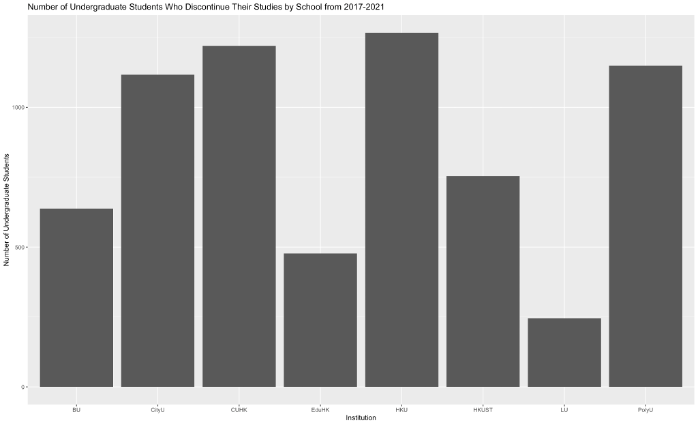 Number of Undergraduate Students Who Discontinue Their Studies by School from 2017-2021
Number of Undergraduate Students
1000
500
0
BU CityU CUHK EduHK HKU HKUST LU PolyU
Institution